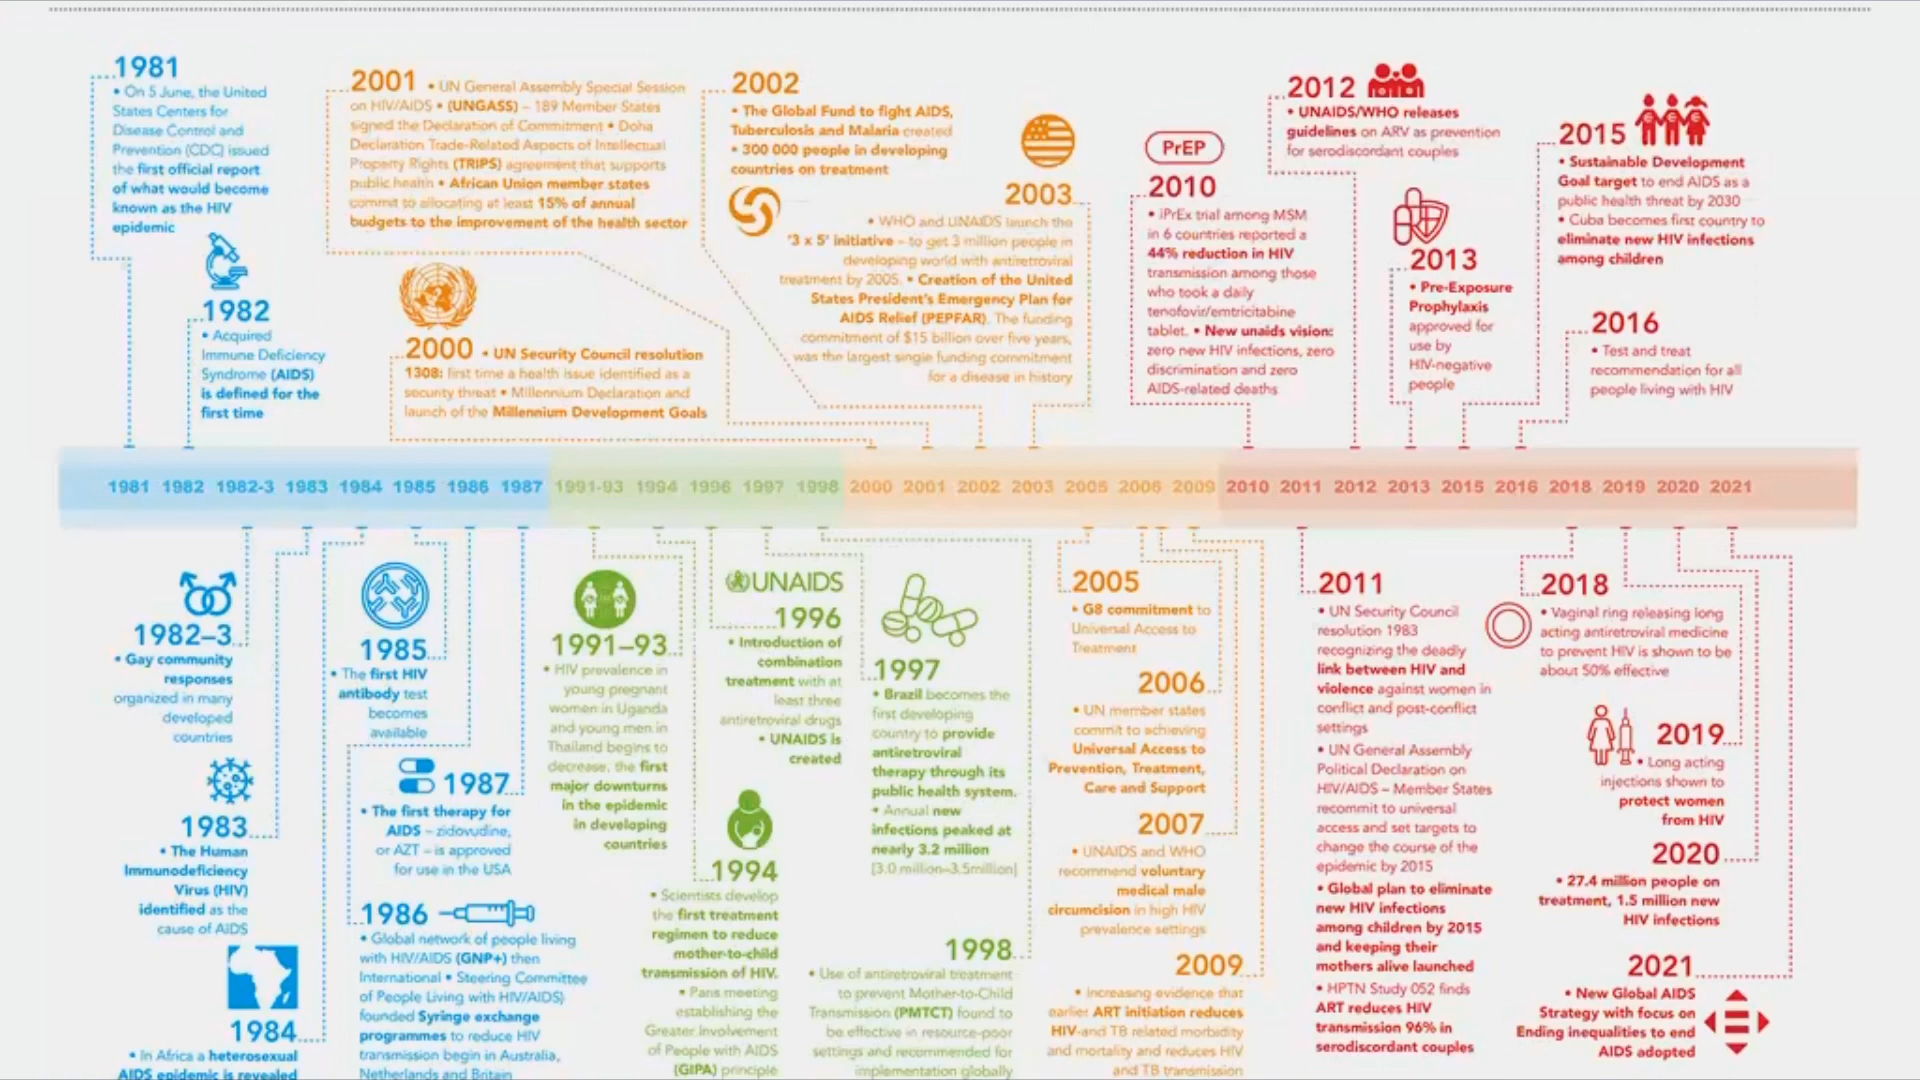 1981
• On 5 June, the United
States Centers for
Disease Control and
Prevention (CDC) issued
the first official report
of what would become
known as the HIV
epidemic
1982
• Acquired
Immune Deficiency
Syndrome (AIDS)
is defined for the
first time
2001 • UN General Assembly Special Session
on HIV/AIDS • (UNGASS) – 189 Member States
signed the Declaration of Commitment • Doha
Declaration Trade-Related Aspects of Intellectual
Property Rights (TRIPS) agreement that supports
public health • African Union member states
commit to allocating at least 15% of annual
budgets to the improvement of the health sector
2000 • UN Security Council resolution
1308: first time a health issue identified as a
security threat • Millennium Declaration and
launch of the Millennium Development Goals
2002
• The Global Fund to fight AIDS,
Tuberculosis and Malaria created
• 300 000 people in developing
countries on treatment
2003
• WHO and UNAIDS launch the
'3 x 5' initiative – to get 3 million people in
developing world with antiretroviral
treatment by 2005. • Creation of the United
States President's Emergency Plan for
AIDS Relief (PEPFAR). The funding
commitment of $15 billion over five years,
was the largest single funding commitment
for a disease in history
PrEP
2010
• iPrEx trial among MSM
in 6 countries reported a
44% reduction in HIV
transmission among those
who took a daily
tenofovir/emtricitabine
tablet. • New unaids vision:
zero new HIV infections, zero
discrimination and zero
AIDS-related deaths
2012
• UNAIDS/WHO releases
guidelines on ARV as prevention
for serodiscordant couples
2013
• Pre-Exposure
Prophylaxis
approved for
use by
HIV-negative
people
2015
• Sustainable Development
Goal target to end AIDS as a
public health threat by 2030
• Cuba becomes first country to
eliminate new HIV infections
among children
2016
• Test and treat
recommendation for all
people living with HIV
1981 1982 1982-3 1983 1984 1985 1986 1987 1991-93 1994 1996 1997 1998 2000 2001 2002 2003 2005 2006 2009 2010 2011 2012 2013 2015 2016 2018 2019 2020 2021
1982–3
• Gay community
responses
organized in many
developed
countries
1983
• The Human
Immunodeficiency
Virus (HIV)
identified as the
cause of AIDS
1984
• In Africa a heterosexual
AIDS epidemic is revealed
1985
• The first HIV
antibody test
becomes
available
1987
• The first therapy for
AIDS – zidovudine,
or AZT – is approved
for use in the USA
1986
• Global network of people living
with HIV/AIDS (GNP+) then
International • Steering Committee
of People Living with HIV/AIDS)
founded Syringe exchange
programmes to reduce HIV
transmission begin in Australia,
Netherlands and Britain
1991–93
• HIV prevalence in
young pregnant
women in Uganda
and young men in
Thailand begins to
decrease, the first
major downturns
in the epidemic
in developing
countries
UNAIDS
1996
• Introduction of
combination
treatment with at
least three
antiretroviral drugs
• UNAIDS is
created
1994
• Scientists develop
the first treatment
regimen to reduce
mother-to-child
transmission of HIV.
• Paris meeting
establishing the
Greater Involvement
of People with AIDS
(GIPA) principle
1997
• Brazil becomes the
first developing
country to provide
antiretroviral
therapy through its
public health system.
• Annual new
infections peaked at
nearly 3.2 million
[3.0 million–3.5million]
1998
• Use of antiretroviral treatment
to prevent Mother-to-Child
Transmission (PMTCT) found to
be effective in resource-poor
settings and recommended for
implementation globally
2005
• G8 commitment to
Universal Access to
Treatment
2006
• UN member states
commit to achieving
Universal Access to
Prevention, Treatment,
Care and Support
2007
• UNAIDS and WHO
recommend voluntary
medical male
circumcision in high HIV
prevalence settings
2009
• Increasing evidence that
earlier ART initiation reduces
HIV-and TB related morbidity
and mortality and reduces HIV
and TB transmission
2011
• UN Security Council
resolution 1983
recognizing the deadly
link between HIV and
violence against women in
conflict and post-conflict
settings
• UN General Assembly
Political Declaration on
HIV/AIDS – Member States
recommit to universal
access and set targets to
change the course of the
epidemic by 2015
• Global plan to eliminate
new HIV infections
among children by 2015
and keeping their
mothers alive launched
• HPTN Study 052 finds
ART reduces HIV
transmission 96% in
serodiscordant couples
2018
• Vaginal ring releasing long
acting antiretroviral medicine
to prevent HIV is shown to be
about 50% effective
2019
• Long acting
injections shown to
protect women
from HIV
2020
• 27.4 million people on
treatment, 1.5 million new
HIV infections
2021
• New Global AIDS
Strategy with focus on
Ending inequalities to end
AIDS adopted